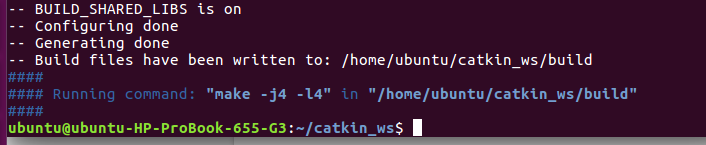 -- BUILD_SHARED_LIBS is on
-- Configuring done
-- Generating done
-- Build files have been written to: /home/ubuntu/catkin_ws/build
####
#### Running command: "make -j4 -l4" in "/home/ubuntu/catkin_ws/build"
####
ubuntu@ubuntu-HP-ProBook-655-G3:~/catkin_ws$